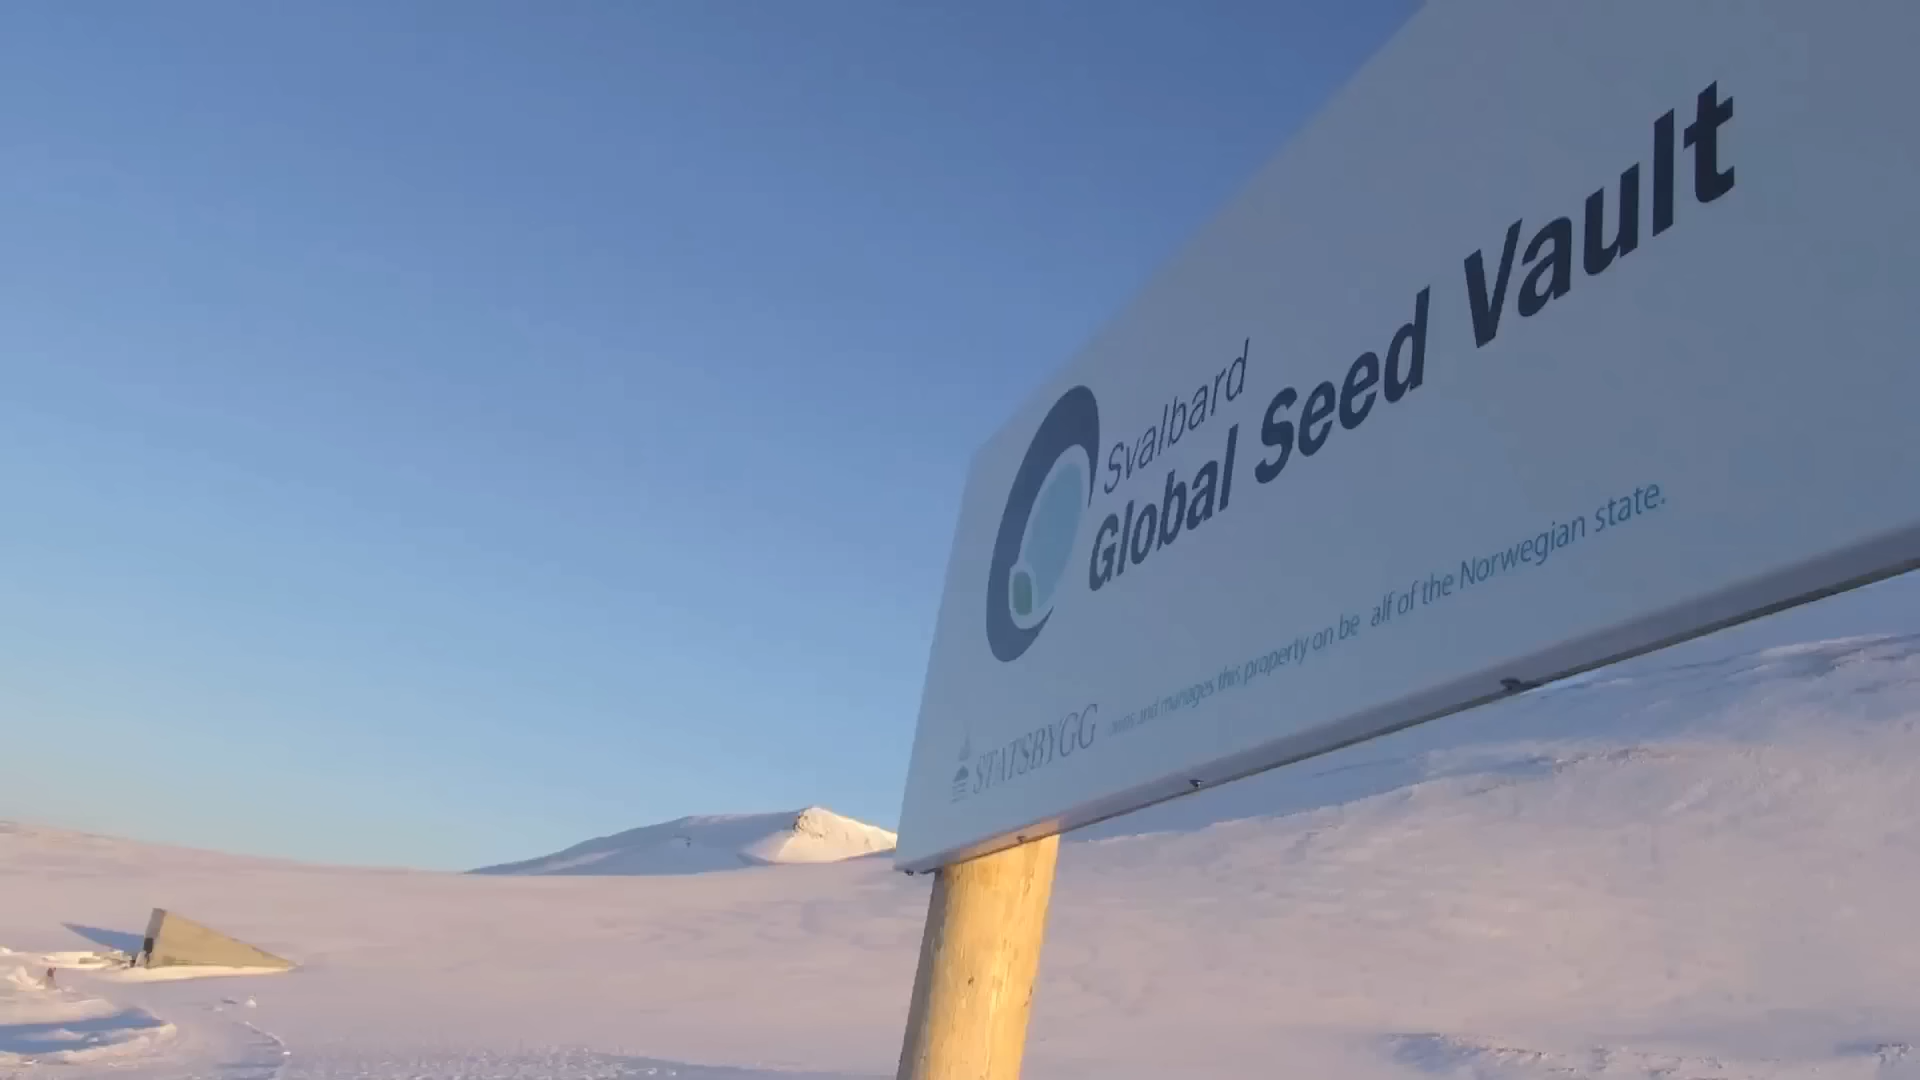 Svalbard
Global Seed Vault
STATSBYGG owns and manages this property on be alf of the Norwegian state.